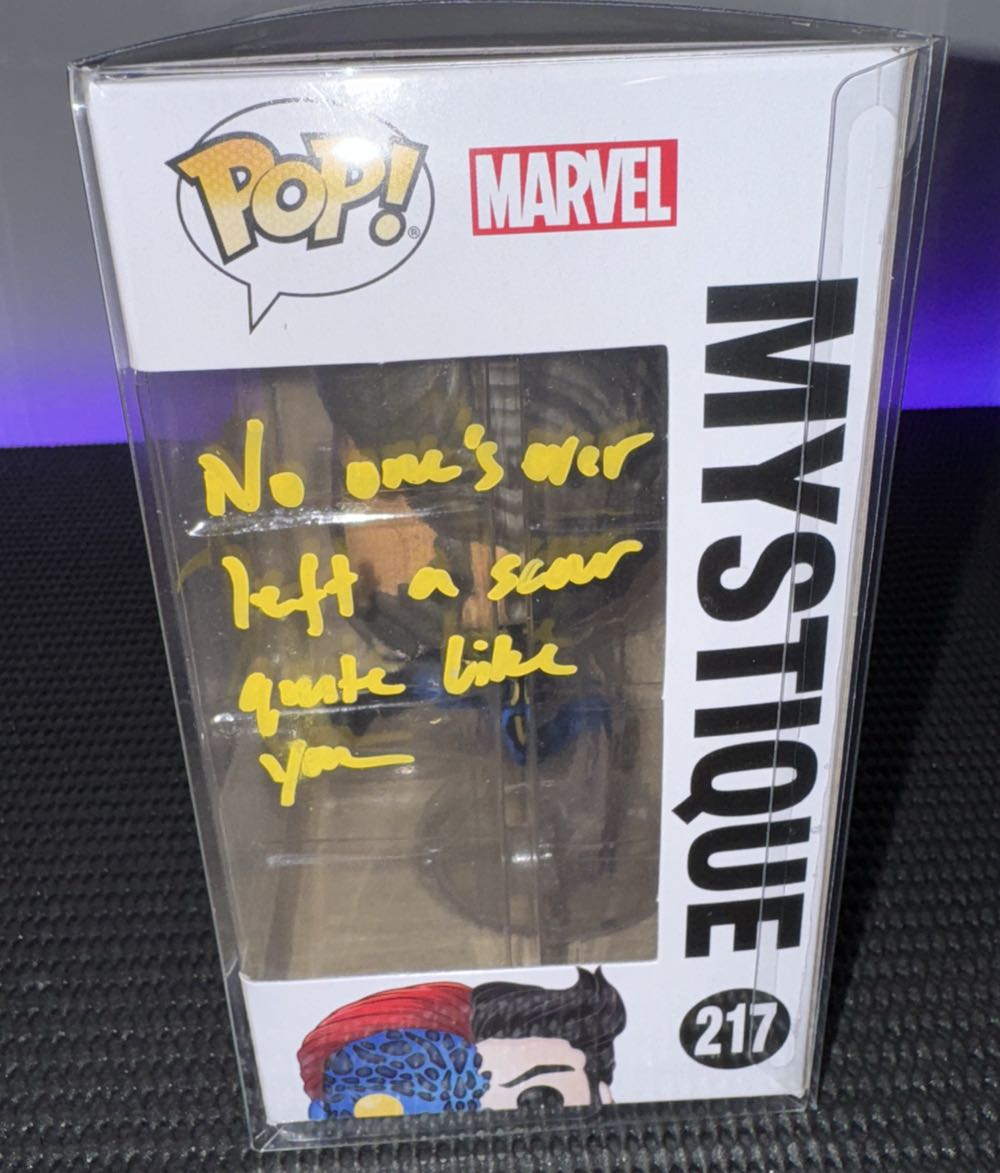 POP!®
MARVEL
MYSTIQUE
217
No one's ever
left a scar
quite like
you